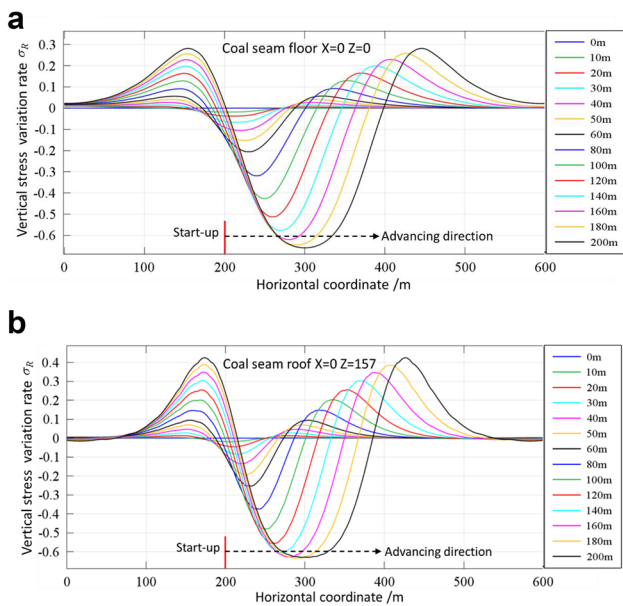 a
Coal seam floor X=0 Z=0
Vertical stress variation rate σR
0.3
0.2
0.1
0
-0.1
-0.2
-0.3
-0.4
-0.5
-0.6
Start-up
Advancing direction
0 100 200 300 400 500 600
Horizontal coordinate /m
0m
10m
20m
30m
40m
50m
60m
80m
100m
120m
140m
160m
180m
200m
b
Coal seam roof X=0 Z=157
Vertical stress variation rate σR
0.4
0.3
0.2
0.1
0
-0.1
-0.2
-0.3
-0.4
-0.5
-0.6
Start-up
Advancing direction
0 100 200 300 400 500 600
Horizontal coordinate /m
0m
10m
20m
30m
40m
50m
60m
80m
100m
120m
140m
160m
180m
200m